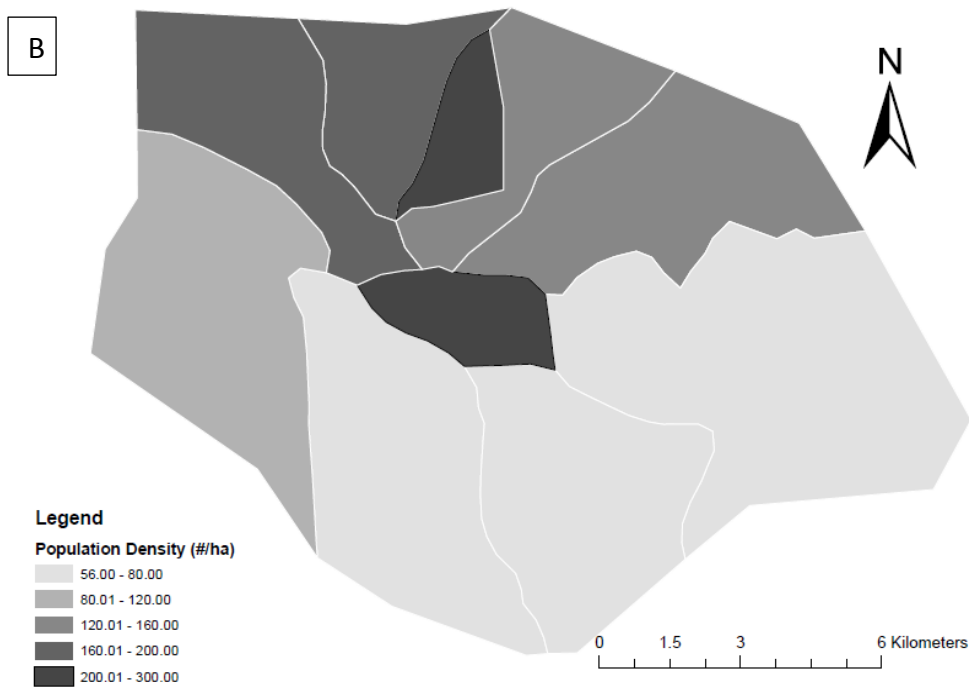 B
N
Legend
Population Density (#/ha)
56.00 - 80.00
80.01 - 120.00
120.01 - 160.00
160.01 - 200.00
200.01 - 300.00
0 1.5 3 6 Kilometers